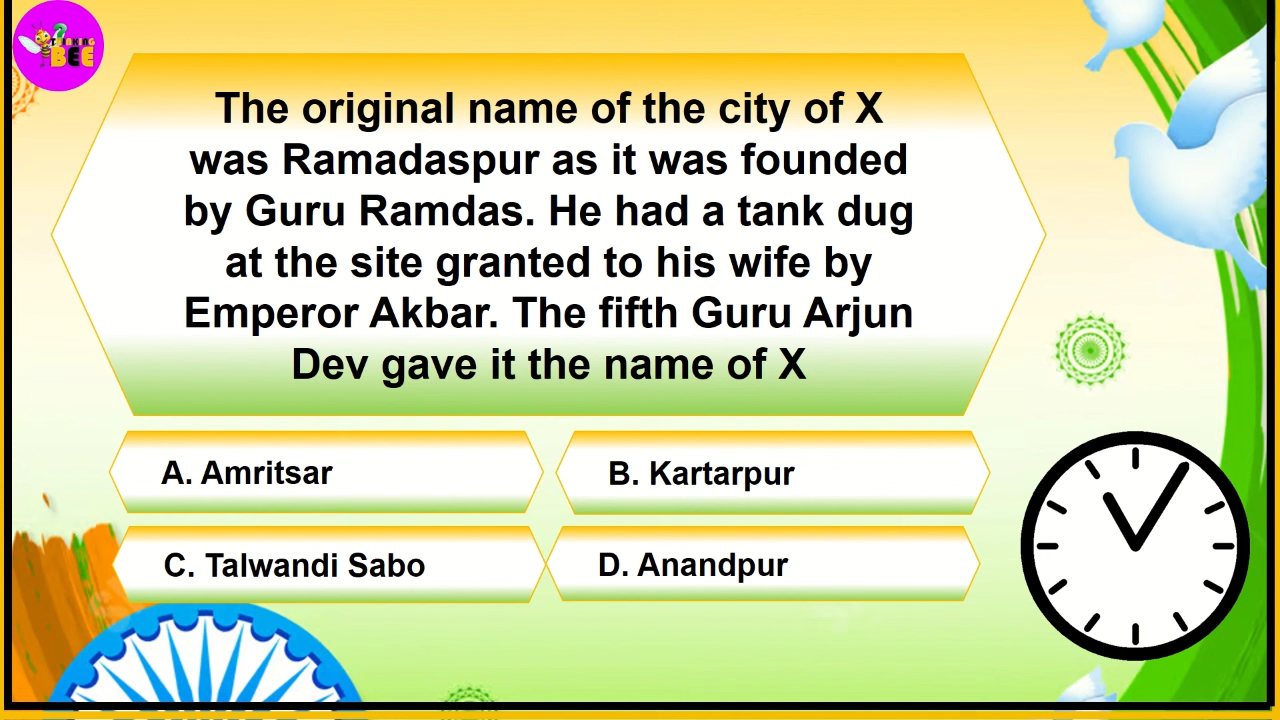 THINKING
BEE
The original name of the city of X
was Ramadaspur as it was founded
by Guru Ramdas. He had a tank dug
at the site granted to his wife by
Emperor Akbar. The fifth Guru Arjun
Dev gave it the name of X
A. Amritsar
B. Kartarpur
C. Talwandi Sabo
D. Anandpur